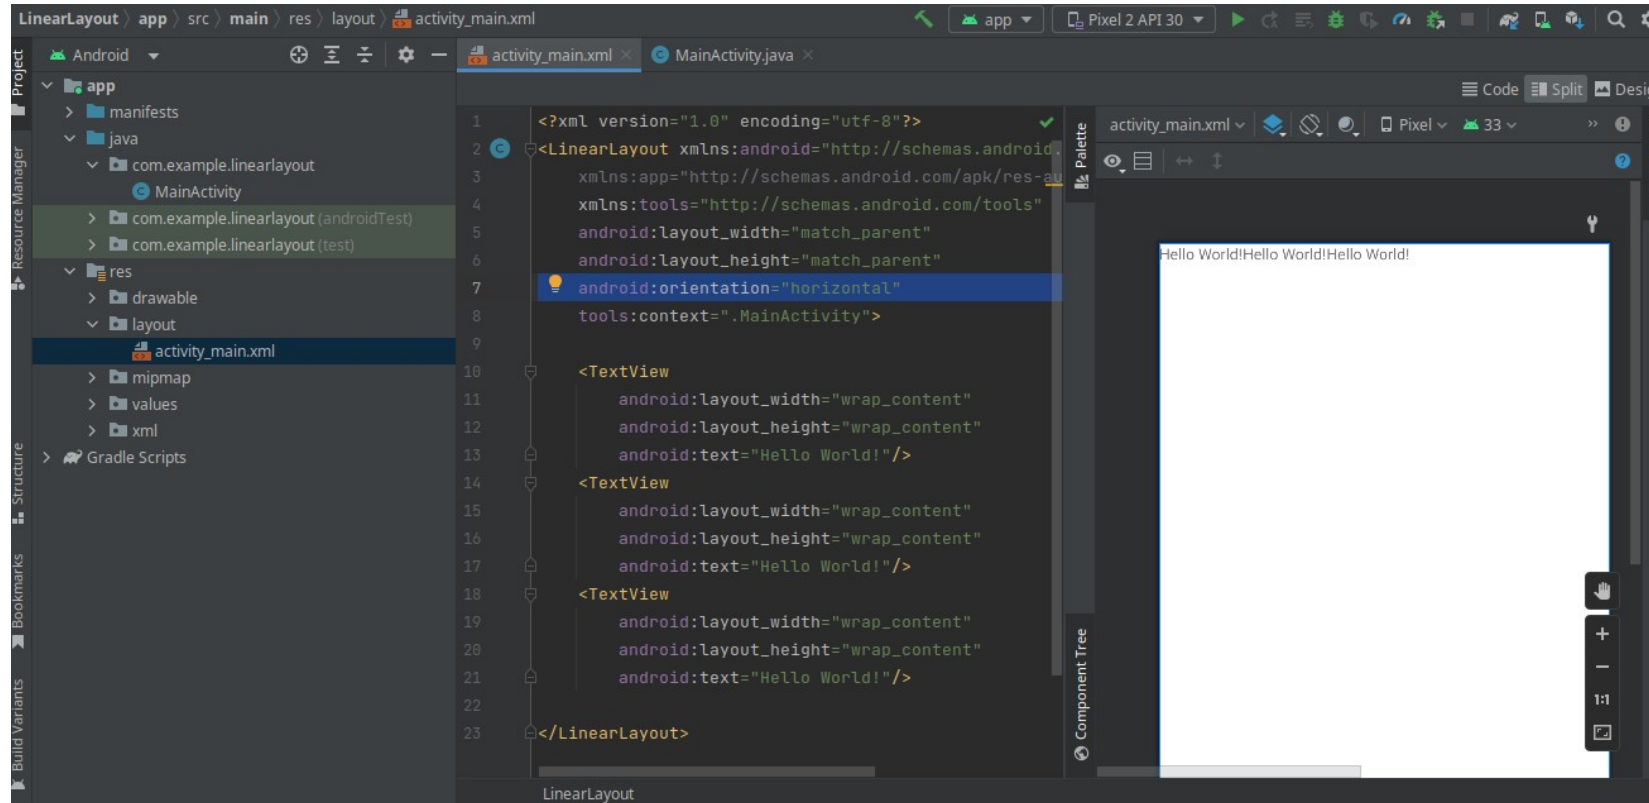 LinearLayout app src main res layout activity_main.xml
app Pixel 2 API 30
Project
Android
activity_main.xml MainActivity.java
app
Code Split Desi
manifests
java
com.example.linearlayout
MainActivity
com.example.linearlayout (androidTest)
com.example.linearlayout (test)
res
drawable
layout
activity_main.xml
mipmap
values
xml
Gradle Scripts
Resource Manager
Structure
Bookmarks
Build Variants
1 <?xml version="1.0" encoding="utf-8"?>
2 <LinearLayout xmlns:android="http://schemas.android.
3 xmlns:app="http://schemas.android.com/apk/res-au
4 xmlns:tools="http://schemas.android.com/tools"
5 android:layout_width="match_parent"
6 android:layout_height="match_parent"
7 android:orientation="horizontal"
8 tools:context=".MainActivity">
9
10 <TextView
11 android:layout_width="wrap_content"
12 android:layout_height="wrap_content"
13 android:text="Hello World!"/>
14 <TextView
15 android:layout_width="wrap_content"
16 android:layout_height="wrap_content"
17 android:text="Hello World!"/>
18 <TextView
19 android:layout_width="wrap_content"
20 android:layout_height="wrap_content"
21 android:text="Hello World!"/>
22
23 </LinearLayout>
LinearLayout
Palette
Component Tree
activity_main.xml Pixel 33 »
Hello World!Hello World!Hello World!
1:1